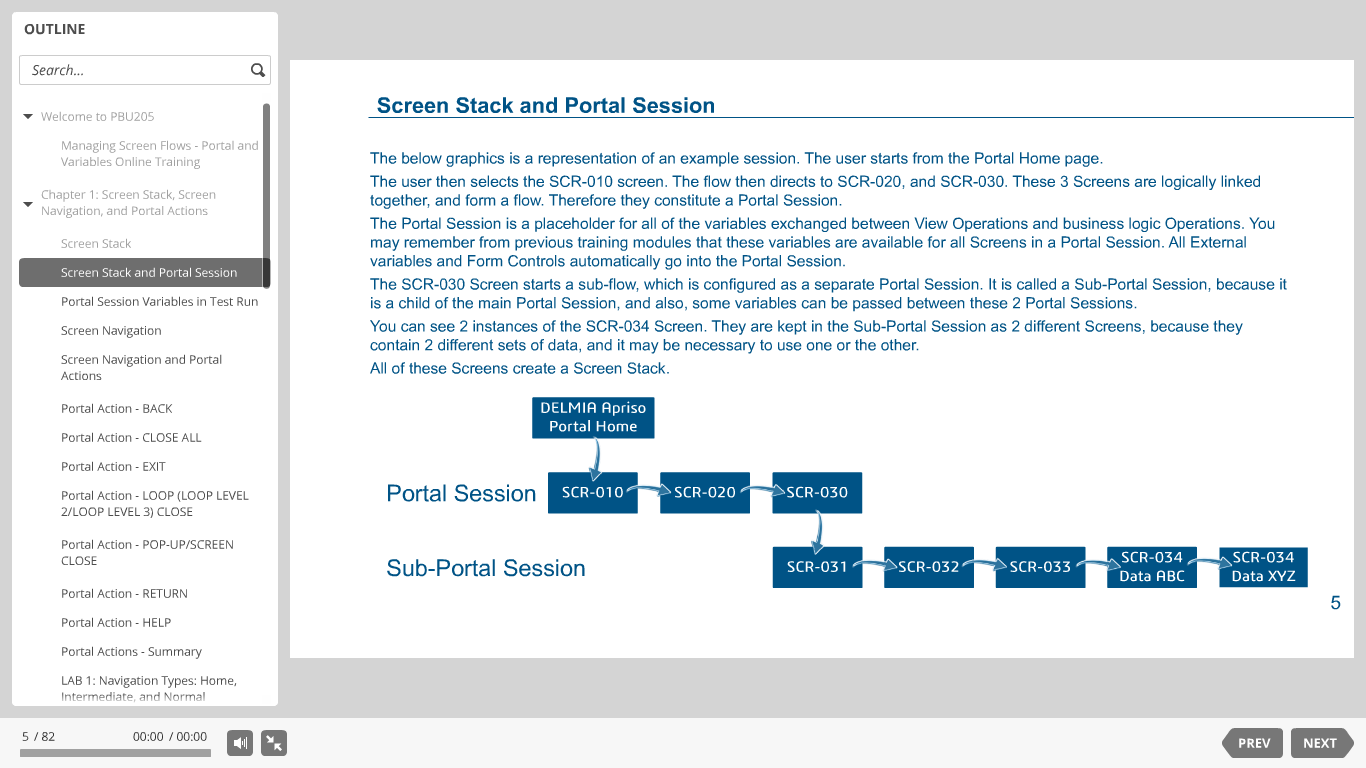 OUTLINE
Search...
Welcome to PBU205
Managing Screen Flows - Portal and
Variables Online Training
Chapter 1: Screen Stack, Screen
Navigation, and Portal Actions
Screen Stack
Screen Stack and Portal Session
Portal Session Variables in Test Run
Screen Navigation
Screen Navigation and Portal
Actions
Portal Action - BACK
Portal Action - CLOSE ALL
Portal Action - EXIT
Portal Action - LOOP (LOOP LEVEL
2/LOOP LEVEL 3) CLOSE
Portal Action - POP-UP/SCREEN
CLOSE
Portal Action - RETURN
Portal Action - HELP
Portal Actions - Summary
LAB 1: Navigation Types: Home,
Intermediate, and Normal
Screen Stack and Portal Session
The below graphics is a representation of an example session. The user starts from the Portal Home page.
The user then selects the SCR-010 screen. The flow then directs to SCR-020, and SCR-030. These 3 Screens are logically linked
together, and form a flow. Therefore they constitute a Portal Session.
The Portal Session is a placeholder for all of the variables exchanged between View Operations and business logic Operations. You
may remember from previous training modules that these variables are available for all Screens in a Portal Session. All External
variables and Form Controls automatically go into the Portal Session.
The SCR-030 Screen starts a sub-flow, which is configured as a separate Portal Session. It is called a Sub-Portal Session, because it
is a child of the main Portal Session, and also, some variables can be passed between these 2 Portal Sessions.
You can see 2 instances of the SCR-034 Screen. They are kept in the Sub-Portal Session as 2 different Screens, because they
contain 2 different sets of data, and it may be necessary to use one or the other.
All of these Screens create a Screen Stack.
DELMIA Apriso
Portal Home
Portal Session
SCR-010
SCR-020
SCR-030
Sub-Portal Session
SCR-031
SCR-032
SCR-033
SCR-034
Data ABC
SCR-034
Data XYZ
5
5 / 82
00:00 / 00:00
PREV
NEXT